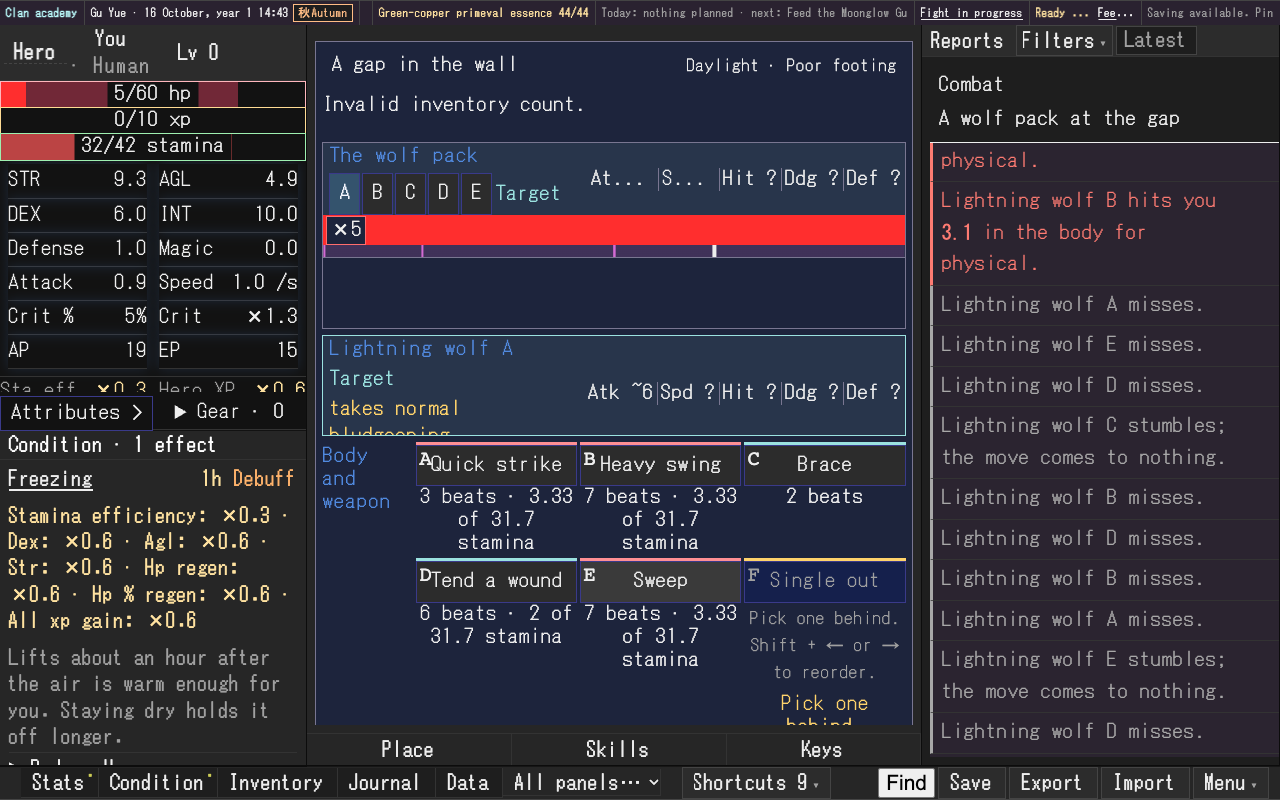 Clan academy
Gu Yue · 16 October, year 1 14:43 秋Autumn
Green-copper primeval essence 44/44
Today: nothing planned · next: Feed the Moonglow Gu
Fight in progress
Ready ... Fee...
Saving available. Pin
Hero · You Human Lv 0
5/60 hp
0/10 xp
32/42 stamina
STR 9.3 AGL 4.9
DEX 6.0 INT 10.0
Defense 1.0 Magic 0.0
Attack 0.9 Speed 1.0 /s
Crit % 5% Crit ×1.3
AP 19 EP 15
Sta eff ×0.3 Hero XP ×0.6
Attributes > ▶ Gear · 0
Condition · 1 effect
Freezing 1h Debuff
Stamina efficiency: ×0.3 ·
Dex: ×0.6 · Agl: ×0.6 ·
Str: ×0.6 · Hp regen:
×0.6 · Hp % regen: ×0.6 ·
All xp gain: ×0.6
Lifts about an hour after
the air is warm enough for
you. Staying dry holds it
off longer.
A gap in the wall Daylight · Poor footing
Invalid inventory count.
The wolf pack
A B C D E Target At... |S... |Hit ?|Ddg ?|Def ?
×5
Lightning wolf A
Target
takes normal
bludgeoning
Atk ~6|Spd ?|Hit ?|Ddg ?|Def ?
Body
and
weapon
A Quick strike
3 beats · 3.33
of 31.7
stamina
B Heavy swing
7 beats · 3.33
of 31.7
stamina
C Brace
2 beats
D Tend a wound
6 beats · 2 of
31.7 stamina
E Sweep
7 beats · 3.33
of 31.7
stamina
F Single out
Pick one behind.
Shift + ← or →
to reorder.
Pick one
behind.
Place Skills Keys
Reports Filters ▾ Latest
Combat
A wolf pack at the gap
physical.
Lightning wolf B hits you
3.1 in the body for
physical.
Lightning wolf A misses.
Lightning wolf E misses.
Lightning wolf D misses.
Lightning wolf C stumbles;
the move comes to nothing.
Lightning wolf B misses.
Lightning wolf D misses.
Lightning wolf B misses.
Lightning wolf A misses.
Lightning wolf E stumbles;
the move comes to nothing.
Lightning wolf D misses.
Stats Condition Inventory Journal Data All panels… Shortcuts 9 ▾ Find Save Export Import Menu ▾